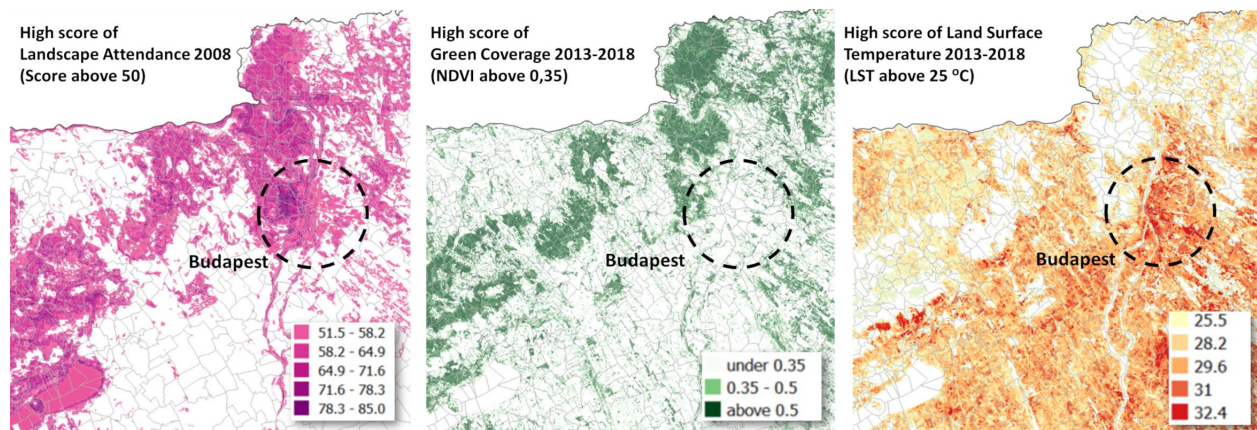 High score of
Landscape Attendance 2008
(Score above 50)
Budapest
51.5 - 58.2
58.2 - 64.9
64.9 - 71.6
71.6 - 78.3
78.3 - 85.0
High score of
Green Coverage 2013-2018
(NDVI above 0,35)
Budapest
under 0.35
0.35 - 0.5
above 0.5
High score of Land Surface
Temperature 2013-2018
(LST above 25 °C)
Budapest
25.5
28.2
29.6
31
32.4